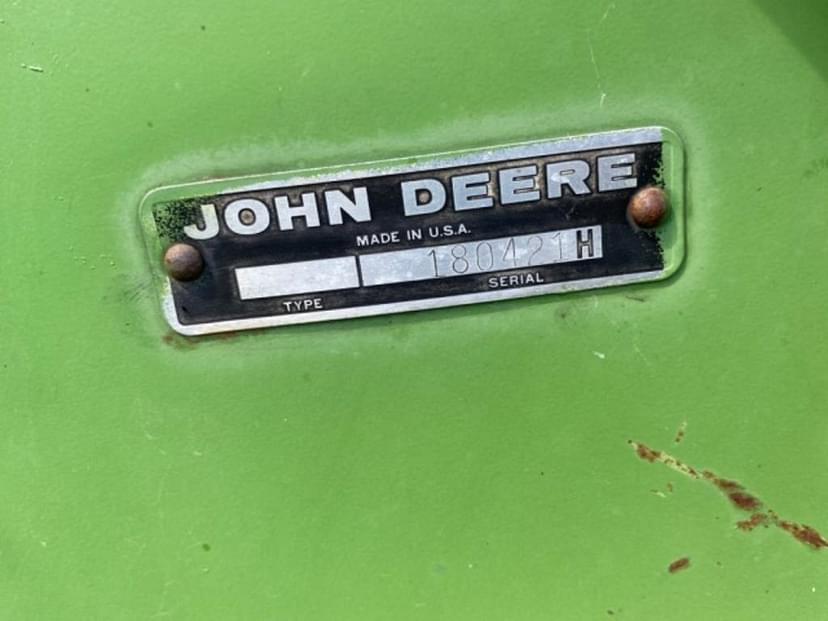 JOHN DEERE
MADE IN U.S.A.
180421H
TYPE SERIAL